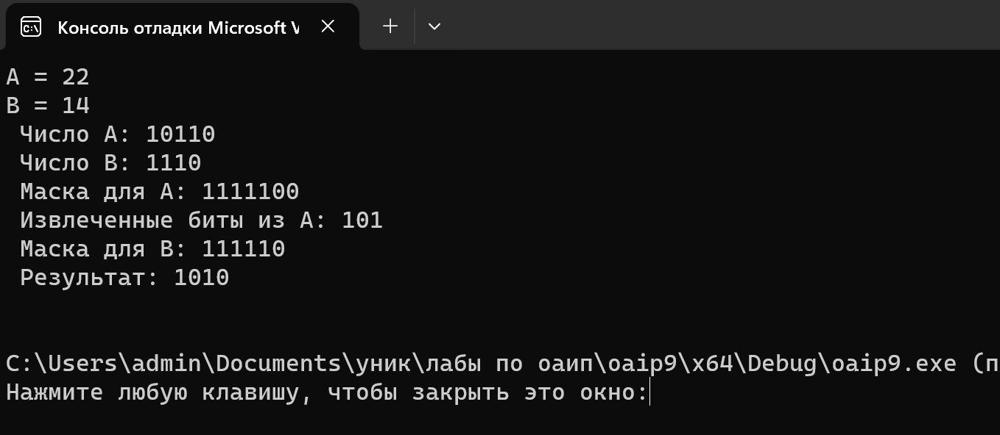 Консоль отладки Microsoft V
A = 22
B = 14
Число A: 10110
Число B: 1110
Маска для A: 1111100
Извлеченные биты из A: 101
Маска для B: 111110
Результат: 1010
C:\Users\admin\Documents\уник\лабы по оаип\oaip9\x64\Debug\oaip9.exe (п
Нажмите любую клавишу, чтобы закрыть это окно: